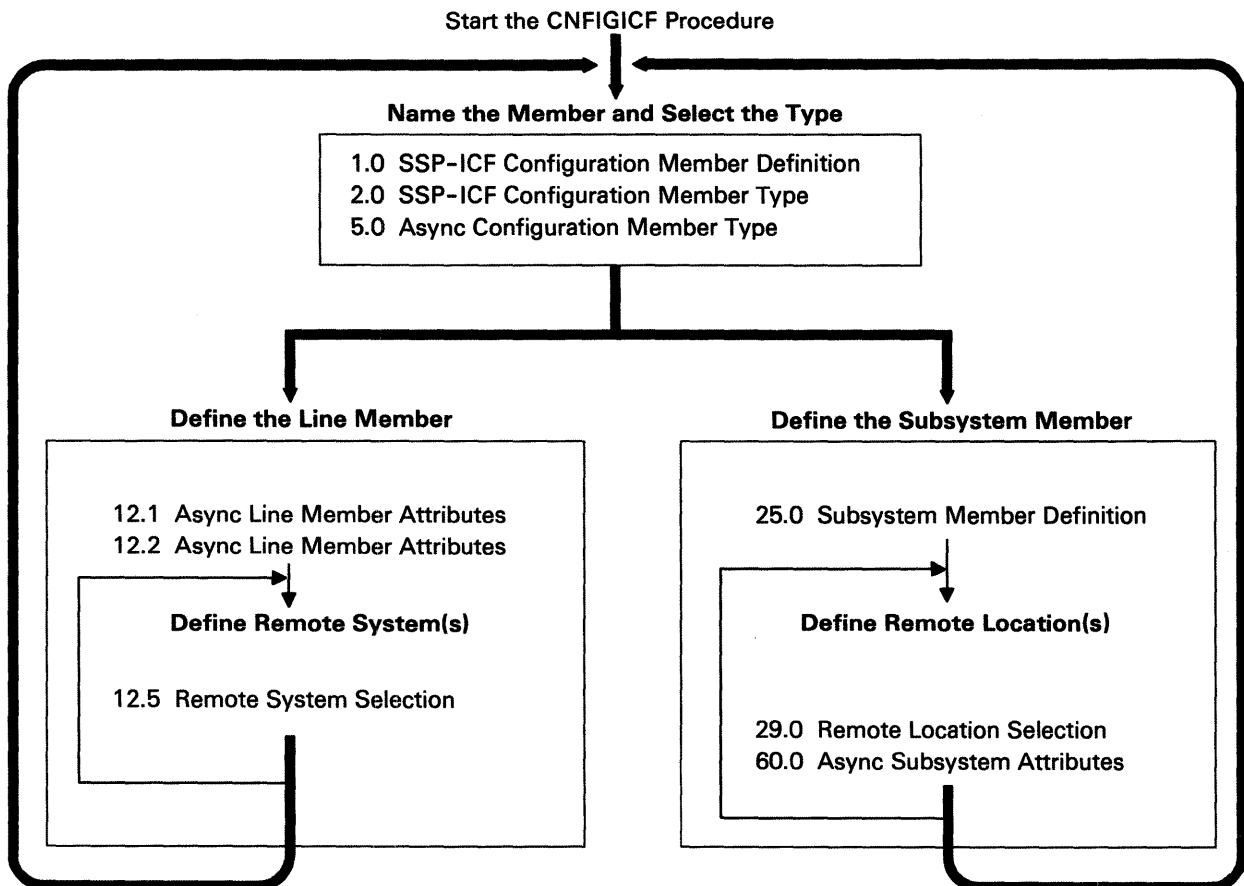 Start the CNFIGICF Procedure
Name the Member and Select the Type
1.0 SSP-ICF Configuration Member Definition
2.0 SSP-ICF Configuration Member Type
5.0 Async Configuration Member Type
Define the Line Member
12.1 Async Line Member Attributes
12.2 Async Line Member Attributes
Define Remote System(s)
12.5 Remote System Selection
Define the Subsystem Member
25.0 Subsystem Member Definition
Define Remote Location(s)
29.0 Remote Location Selection
60.0 Async Subsystem Attributes